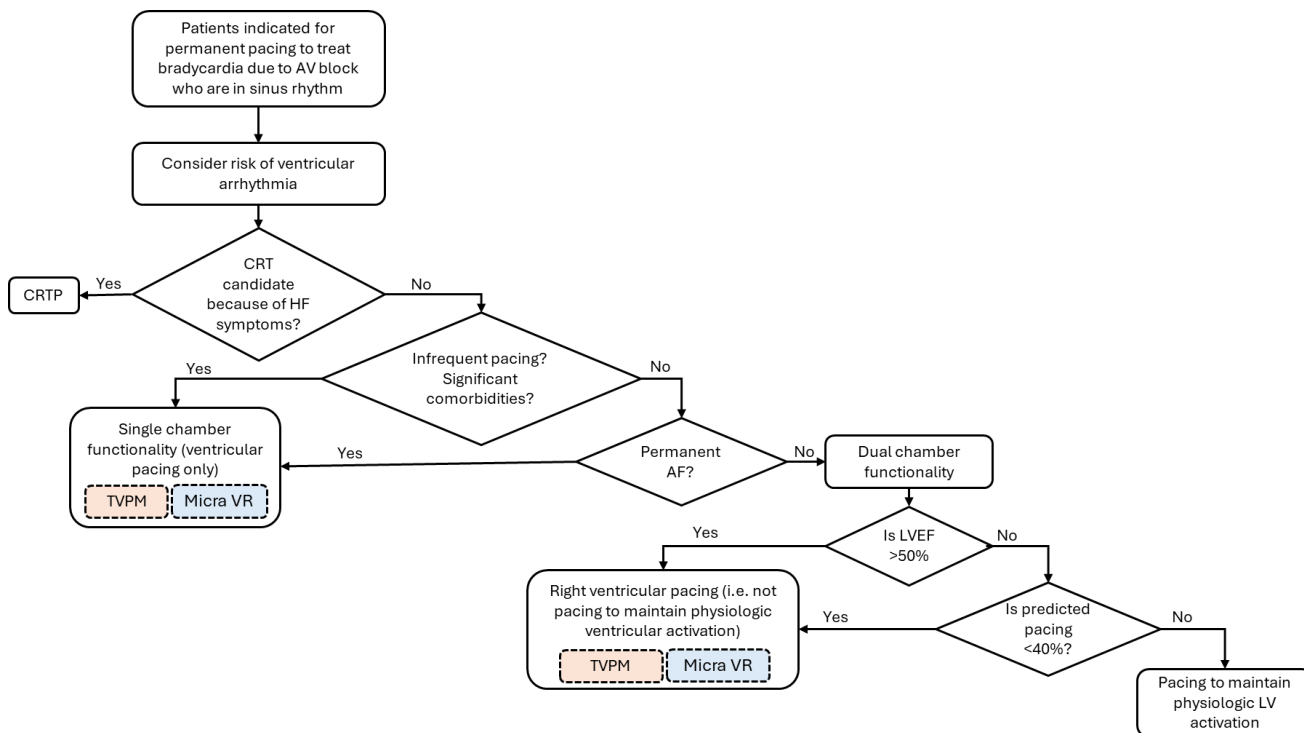 Patients indicated for
permanent pacing to treat
bradycardia due to AV block
who are in sinus rhythm
Consider risk of ventricular
arrhythmia
CRT
candidate
because of HF
symptoms?
Yes
CRTP
No
Infrequent pacing?
Significant
comorbidities?
Yes
No
Single chamber
functionality (ventricular
pacing only)
TVPM
Micra VR
Yes
Permanent
AF?
No
Dual chamber
functionality
Is LVEF
>50%
Yes
No
Right ventricular pacing (i.e. not
pacing to maintain physiologic
ventricular activation)
TVPM
Micra VR
Yes
Is predicted
pacing
<40%?
No
Pacing to maintain
physiologic LV
activation